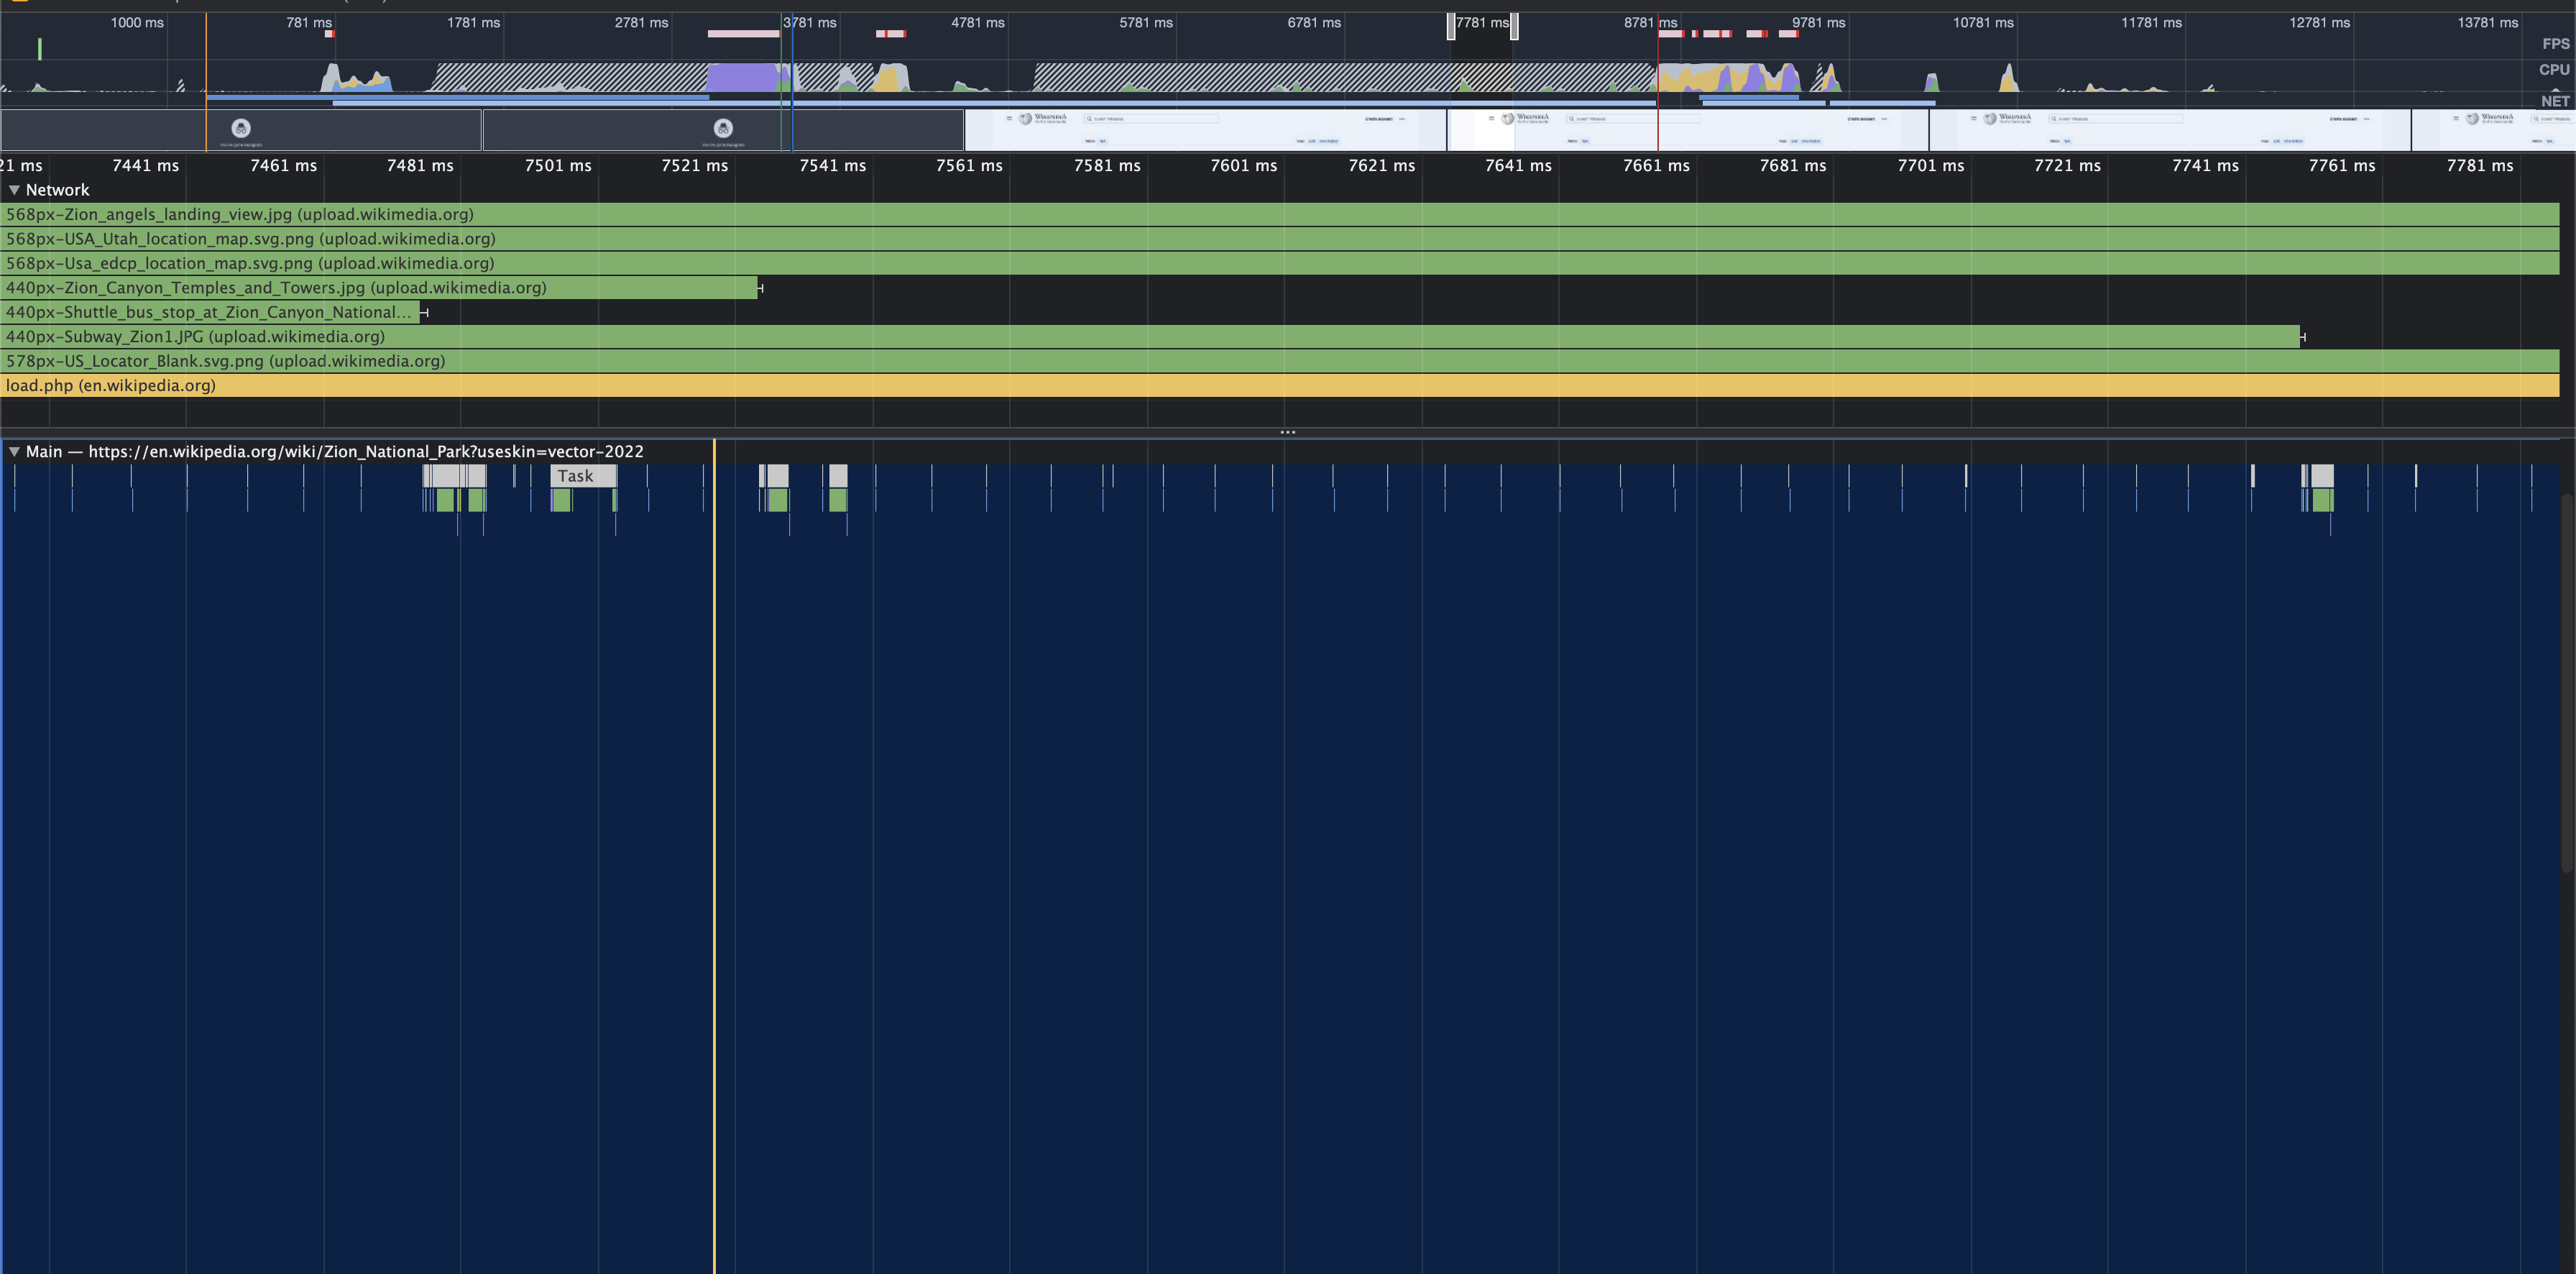 1000 ms 781 ms 1781 ms 2781 ms 3781 ms 4781 ms 5781 ms 6781 ms 7781 ms 8781 ms 9781 ms 10781 ms 11781 ms 12781 ms 13781 ms
FPS
CPU
NET
WIKIPEDIA WIKIPEDIA WIKIPEDIA WIKIPEDIA
21 ms 7441 ms 7461 ms 7481 ms 7501 ms 7521 ms 7541 ms 7561 ms 7581 ms 7601 ms 7621 ms 7641 ms 7661 ms 7681 ms 7701 ms 7721 ms 7741 ms 7761 ms 7781 ms
Network
568px-Zion_angels_landing_view.jpg (upload.wikimedia.org)
568px-USA_Utah_location_map.svg.png (upload.wikimedia.org)
568px-Usa_edcp_location_map.svg.png (upload.wikimedia.org)
440px-Zion_Canyon_Temples_and_Towers.jpg (upload.wikimedia.org)
440px-Shuttle_bus_stop_at_Zion_Canyon_National...
440px-Subway_Zion1.JPG (upload.wikimedia.org)
578px-US_Locator_Blank.svg.png (upload.wikimedia.org)
load.php (en.wikipedia.org)
Main — https://en.wikipedia.org/wiki/Zion_National_Park?useskin=vector-2022
Task